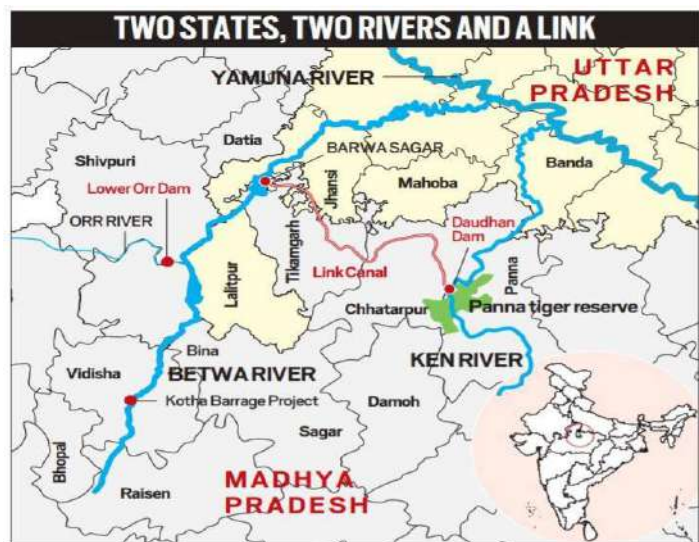 TWO STATES, TWO RIVERS AND A LINK
YAMUNA RIVER
UTTAR
PRADESH
Datia
BARWA SAGAR
Shivpuri
Banda
Jhansi
Mahoba
Lower Orr Dam
Daudhan
Dam
ORR RIVER
Tikamgarh
Lalitpur
Link Canal
Panna
Chhatarpur
Panna tiger reserve
Bina
Vidisha
BETWA RIVER
KEN RIVER
Kotha Barrage Project
Damoh
Sagar
Bhopal
MADHYA
PRADESH
Raisen